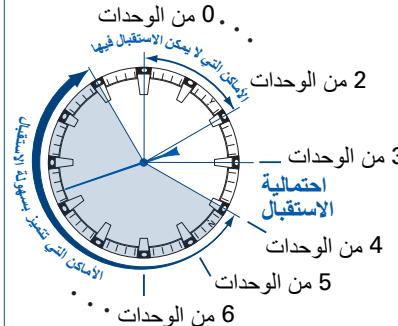 0 من الوحدات
الأماكن التي لا يمكن الاستقبال فيها
2 من الوحدات
3 من الوحدات
احتمالية
الاستقبال
4 من الوحدات
5 من الوحدات
6 من الوحدات
الأماكن التي تتميز بسهولة الاستقبال
Y
N